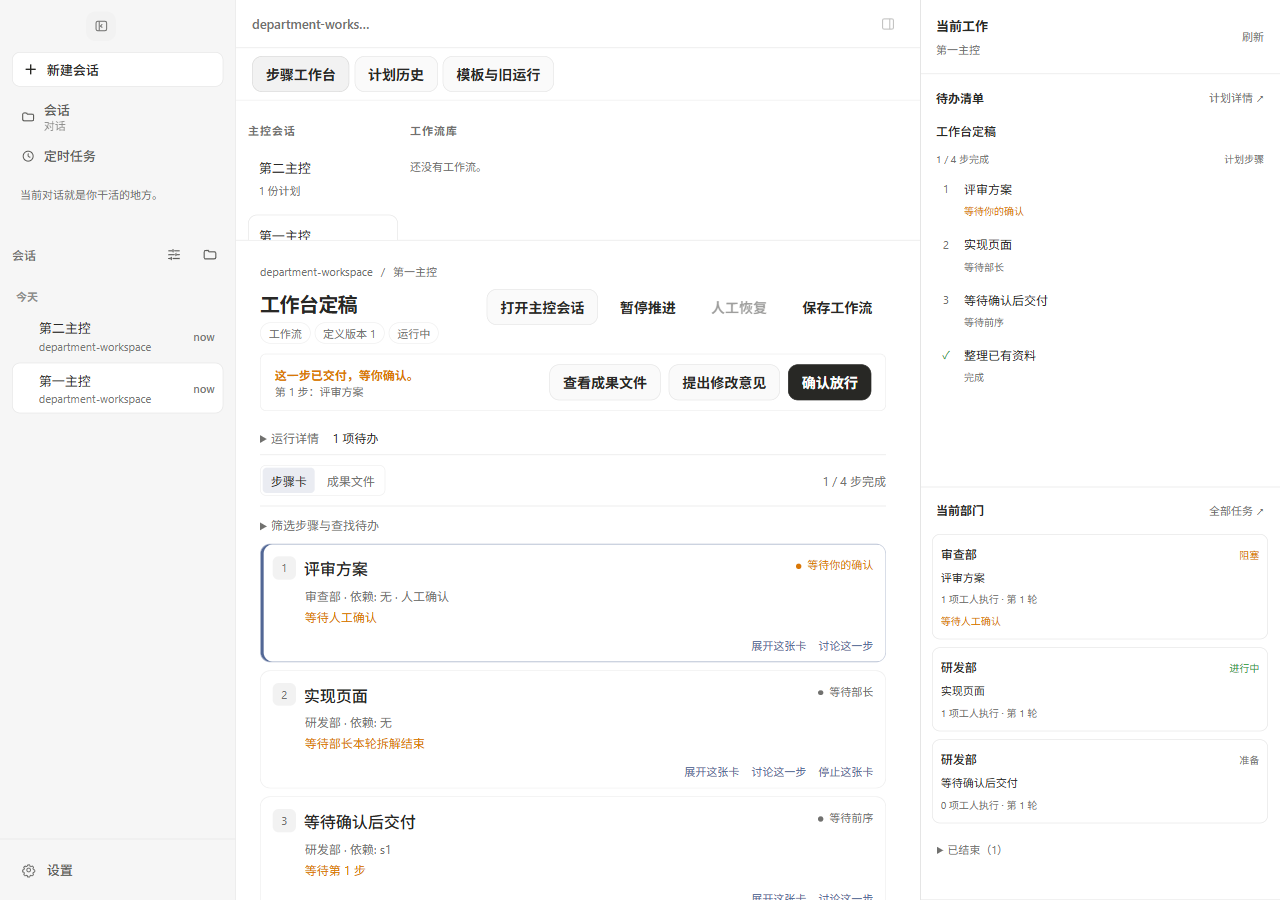 新建会话
会话
对话
定时任务
当前对话就是你干活的地方。
会话
今天
第二主控
department-workspace
now
第一主控
department-workspace
now
设置
department-works...
步骤工作台
计划历史
模板与旧运行
主控会话
第二主控
1 份计划
第一主控
工作流库
还没有工作流。
department-workspace / 第一主控
工作台定稿
打开主控会话
暂停推进
人工恢复
保存工作流
工作流
定义版本 1
运行中
这一步已交付，等你确认。
第 1 步：评审方案
查看成果文件
提出修改意见
确认放行
运行详情 1 项待办
步骤卡
成果文件
1 / 4 步完成
筛选步骤与查找待办
1
评审方案
等待你的确认
审查部 · 依赖: 无 · 人工确认
等待人工确认
展开这张卡 讨论这一步
2
实现页面
等待部长
研发部 · 依赖: 无
等待部长本轮拆解结束
展开这张卡 讨论这一步 停止这张卡
3
等待确认后交付
等待前序
研发部 · 依赖: s1
等待第 1 步
展开这张卡 讨论这一步
当前工作
第一主控
刷新
待办清单
计划详情 ↗
工作台定稿
1 / 4 步完成
计划步骤
1 评审方案
等待你的确认
2 实现页面
等待部长
3 等待确认后交付
等待前序
✓ 整理已有资料
完成
当前部门
全部任务 ↗
审查部
阻塞
评审方案
1 项工人执行 · 第 1 轮
等待人工确认
研发部
进行中
实现页面
1 项工人执行 · 第 1 轮
研发部
准备
等待确认后交付
0 项工人执行 · 第 1 轮
已结束（1）